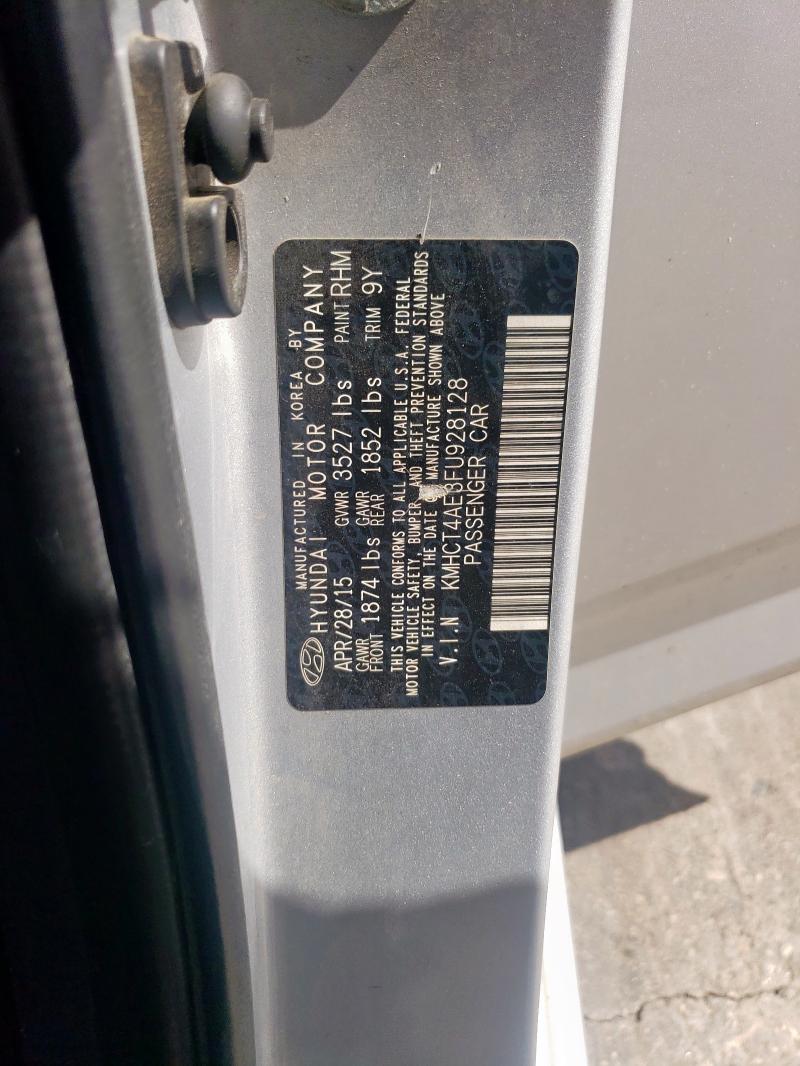 MANUFACTURED IN KOREA BY
HYUNDAI MOTOR COMPANY
APR/28/15 GVWR 3527 lbs PAINT RHM
GAWR FRONT 1874 lbs GAWR REAR 1852 lbs TRIM 9Y
THIS VEHICLE CONFORMS TO ALL APPLICABLE U.S.A. FEDERAL
MOTOR VEHICLE SAFETY, BUMPER, AND THEFT PREVENTION STANDARDS
IN EFFECT ON THE DATE OF MANUFACTURE SHOWN ABOVE
V.I.N KMHCT4AE3FU928128
PASSENGER CAR